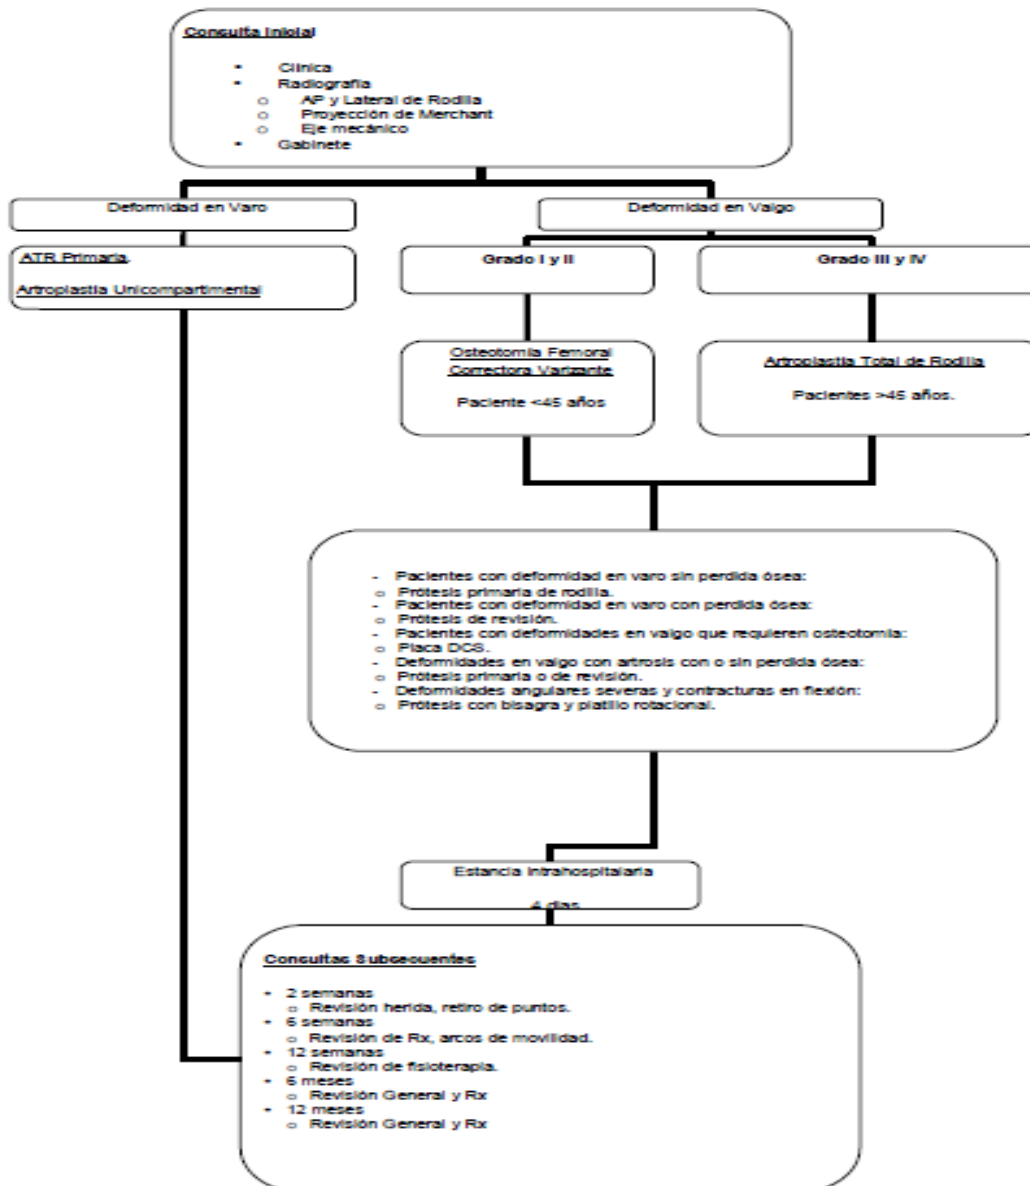 Consulta Inicial
• Clínica
• Radiografía
o AP y Lateral de Rodilla
o Proyección de Merchant
o Eje mecánico
• Gabinete
Deformidad en Varo
Deformidad en Valgo
ATR Primaria.
Artroplastía Unicompartimental
Grado I y II
Grado III y IV
Osteotomía Femoral
Correctora Varizante
Paciente <45 años
Artroplastía Total de Rodilla
Pacientes >45 años.
- Pacientes con deformidad en varo sin perdida ósea:
o Prótesis primaria de rodilla.
- Pacientes con deformidad en varo con perdida ósea:
o Prótesis de revisión.
- Pacientes con deformidades en valgo que requieren osteotomía:
o Placa DCS.
- Deformidades en valgo con artrosis con o sin perdida ósea:
o Prótesis primaria o de revisión.
- Deformidades angulares severas y contracturas en flexión:
o Prótesis con bisagra y platillo rotacional.
Estancia Intrahospitalaria
4 días
Consultas Subsecuentes
• 2 semanas
o Revisión herida, retiro de puntos.
• 6 semanas
o Revisión de Rx, arcos de movilidad.
• 12 semanas
o Revisión de fisioterapia.
• 6 meses
o Revisión General y Rx
• 12 meses
o Revisión General y Rx